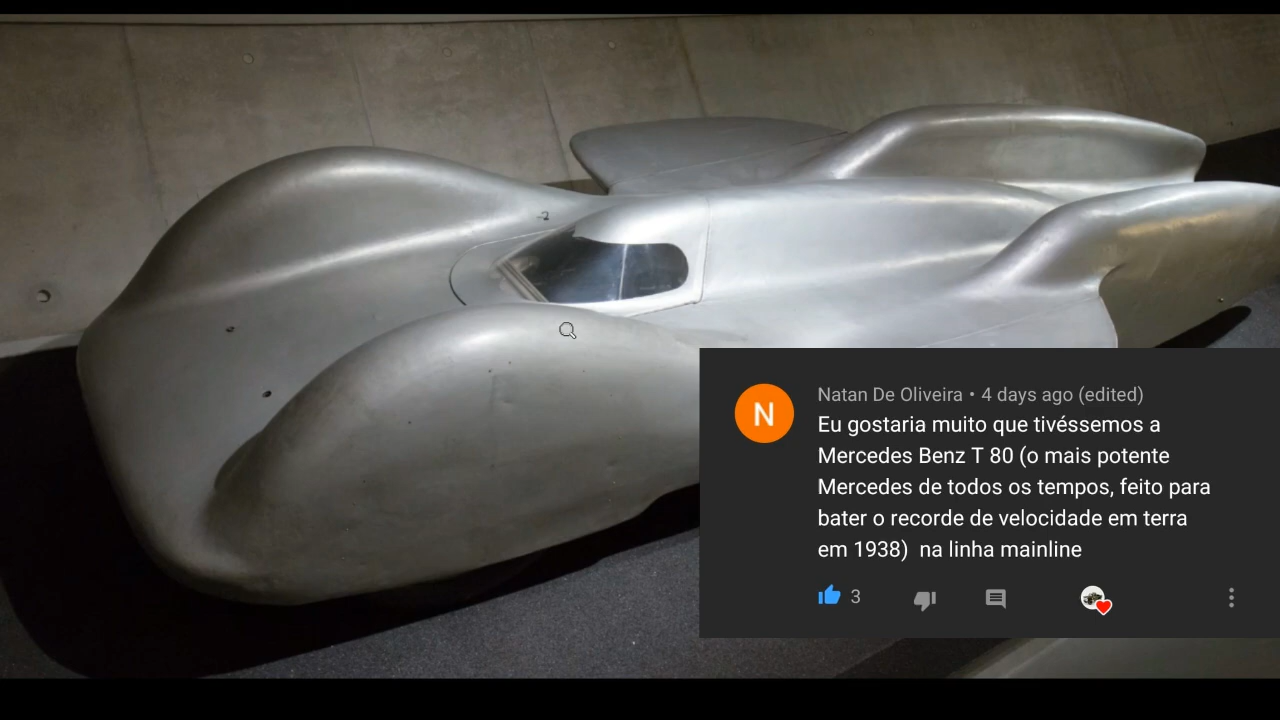 N
Natan De Oliveira • 4 days ago (edited)
Eu gostaria muito que tivéssemos a
Mercedes Benz T 80 (o mais potente
Mercedes de todos os tempos, feito para
bater o recorde de velocidade em terra
em 1938)  na linha mainline
3